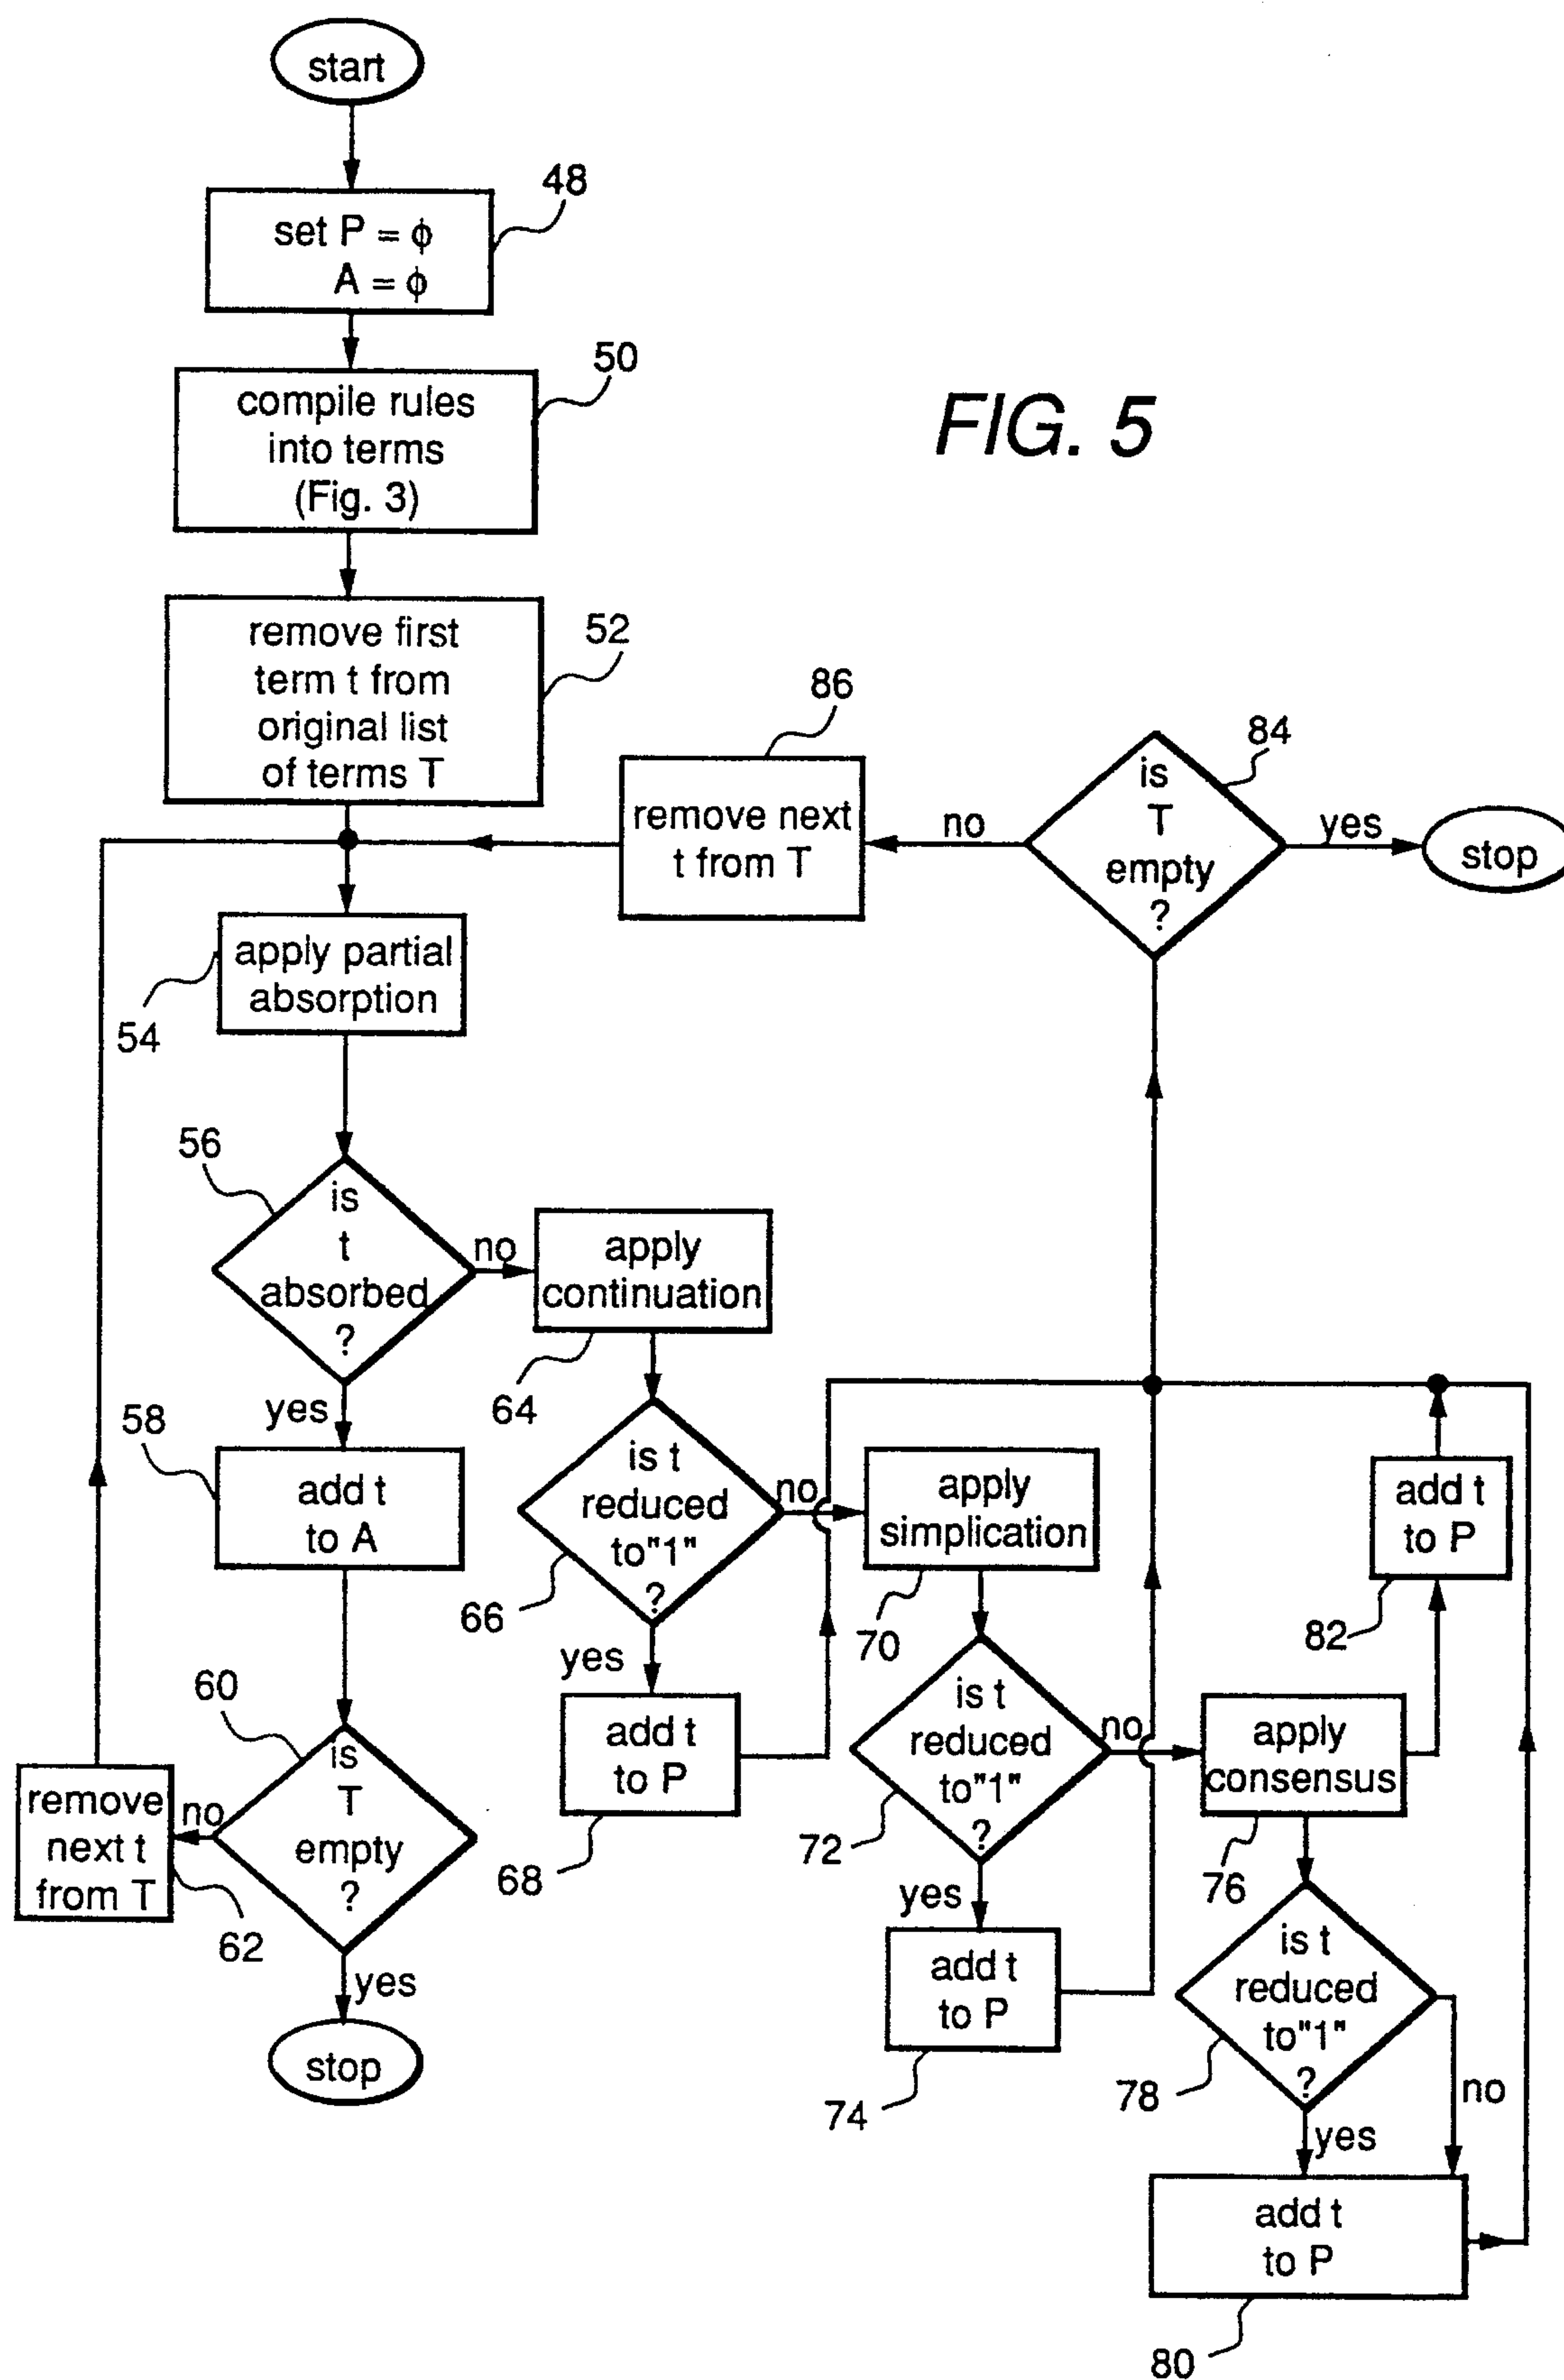 start
48
set P = ϕ
A = ϕ
50
compile rules
into terms
(Fig. 3)
FIG. 5
52
remove first
term t from
original list
of terms T
86
remove next
t from T
no
84
is
T
empty
?
yes
stop
apply partial
absorption
54
56
is
t
absorbed
?
no
apply
continuation
64
yes
58
add t
to A
is t
reduced
to"1"
?
66
no
apply
simplication
70
add t
to P
82
yes
add t
to P
68
60
is
T
empty
?
no
remove
next t
from T
62
yes
stop
is t
reduced
to"1"
?
72
no
apply
consensus
76
yes
add t
to P
74
is t
reduced
to"1"
?
78
no
yes
add t
to P
80